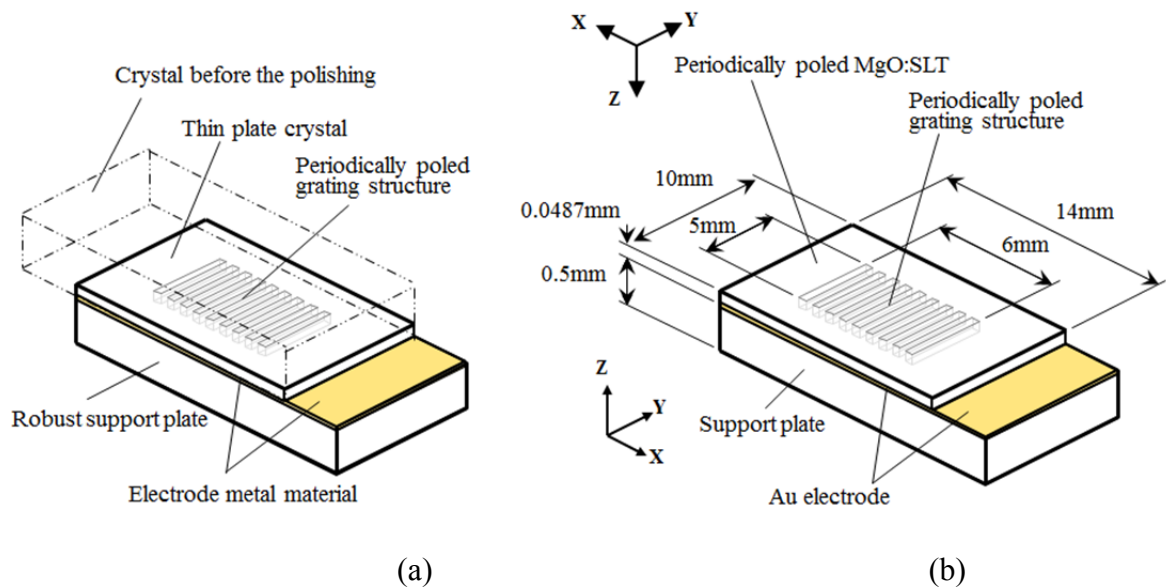 Crystal before the polishing
Thin plate crystal
Periodically poled
grating structure
Robust support plate
Electrode metal material
(a)
X
Y
Z
Periodically poled MgO:SLT
Periodically poled
grating structure
10mm
0.0487mm
5mm
14mm
6mm
0.5mm
Z
Y
X
Support plate
Au electrode
(b)